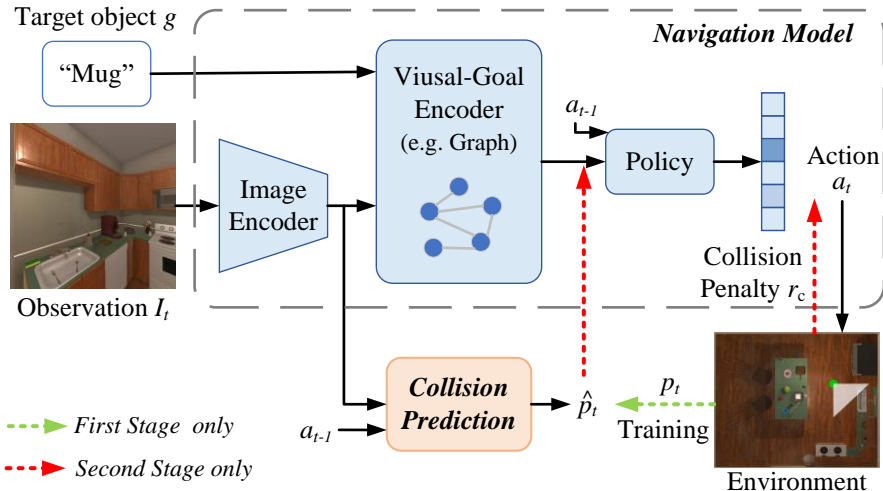 Target object g
Navigation Model
“Mug”
Viusal-Goal
Encoder
(e.g. Graph)
a_{t-1}
Policy
Image
Encoder
Action
a_t
Collision
Penalty r_c
Observation I_t
Collision
Prediction
p̂_t
p_t
Training
a_{t-1}
First Stage only
Second Stage only
Environment